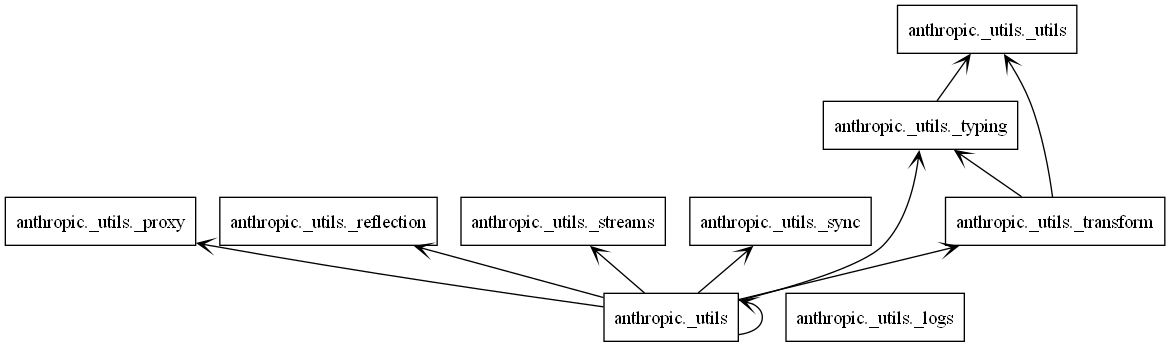 anthropic._utils._utils
anthropic._utils._typing
anthropic._utils._proxy
anthropic._utils._reflection
anthropic._utils._streams
anthropic._utils._sync
anthropic._utils._transform
anthropic._utils
anthropic._utils._logs